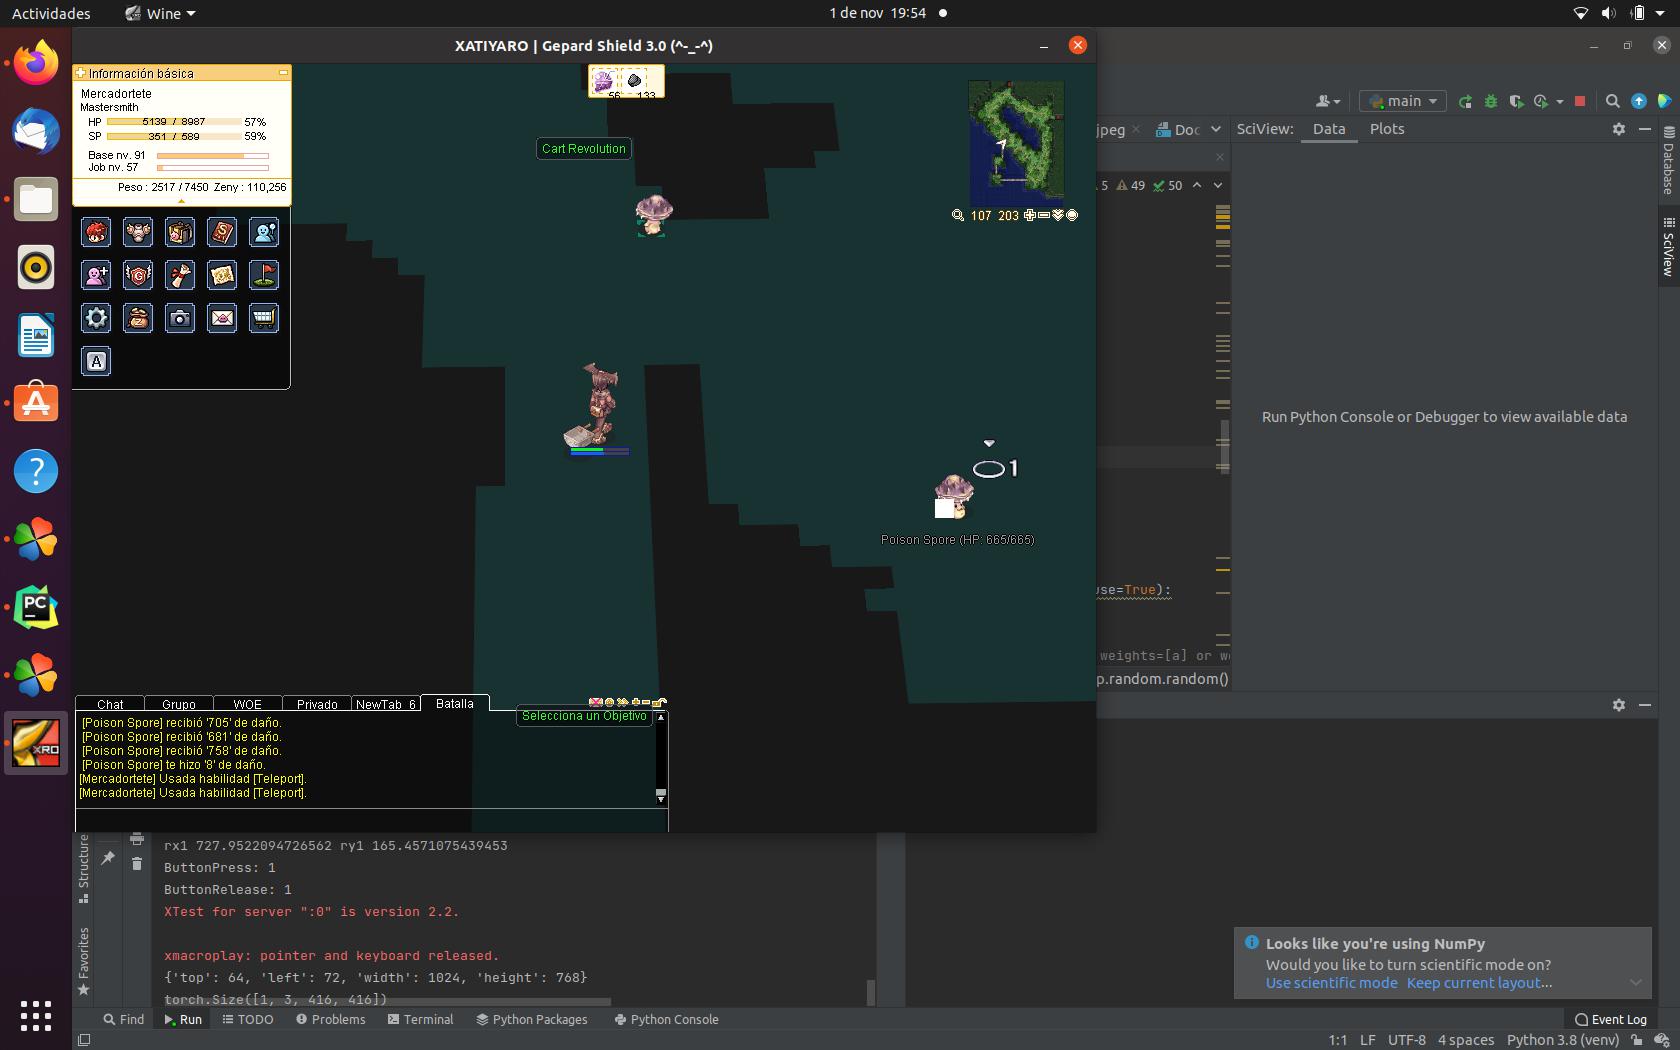 Actividades
Wine
1 de nov 19:54
XATIYARO | Gepard Shield 3.0 (^-_-^)
Información básica
Mercadortete
Mastersmith
HP 5139 / 8987 57%
SP 351 / 589 59%
Base nv. 91
Job nv. 57
Peso : 2517 / 7450 Zeny : 110,256
A
56 133
Cart Revolution
107 203
1
Poison Spore (HP: 665/665)
Chat Grupo WOE Privado NewTab_6 Batalla
Selecciona un Objetivo
[Poison Spore] recibió '705' de daño.
[Poison Spore] recibió '681' de daño.
[Poison Spore] recibió '758' de daño.
[Poison Spore] te hizo '8' de daño.
[Mercadortete] Usada habilidad [Teleport].
[Mercadortete] Usada habilidad [Teleport].
main
jpeg
Doc
SciView: Data Plots
5 49 50
Database
SciView
Run Python Console or Debugger to view available data
use=True):
weights=[a] or we
p.random.random()
PC
XRO
Structure
Favorites
rx1 727.9522094726562 ry1 165.4571075439453
ButtonPress: 1
ButtonRelease: 1
XTest for server ":0" is version 2.2.
xmacroplay: pointer and keyboard released.
{'top': 64, 'left': 72, 'width': 1024, 'height': 768}
torch.Size([1, 3, 416, 416])
Looks like you're using NumPy
Would you like to turn scientific mode on?
Use scientific mode Keep current layout...
Find Run TODO Problems Terminal Python Packages Python Console
Event Log
1:1 LF UTF-8 4 spaces Python 3.8 (venv)